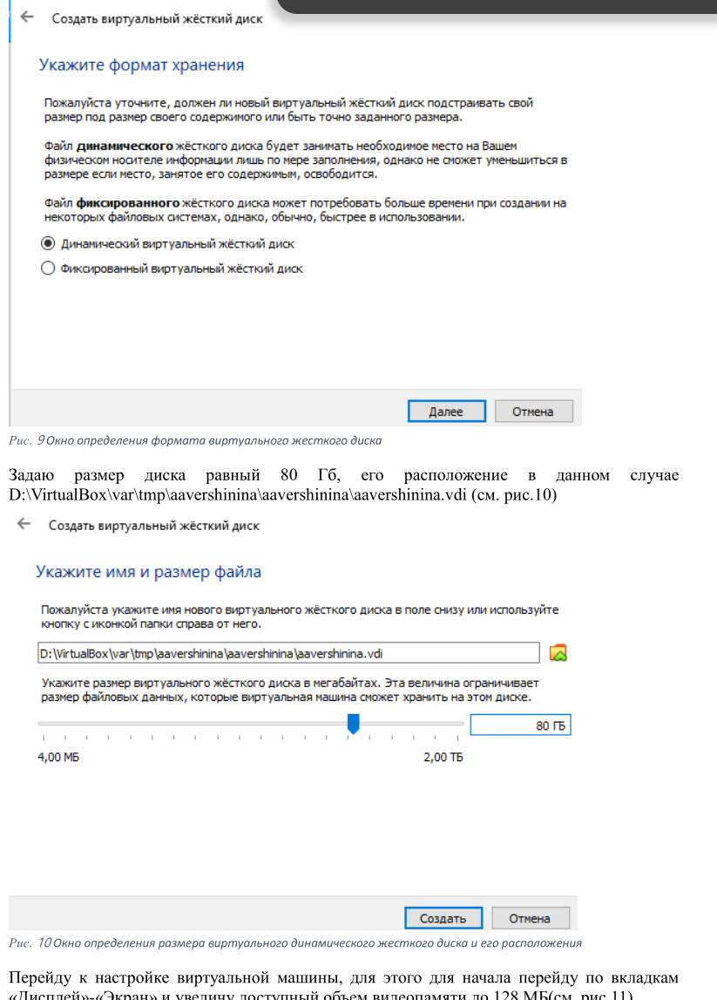 Создать виртуальный жёсткий диск
Укажите формат хранения
Пожалуйста уточните, должен ли новый виртуальный жёсткий диск подстраивать свой
размер под размер своего содержимого или быть точно заданного размера.
Файл динамического жёсткого диска будет занимать необходимое место на Вашем
физическом носителе информации лишь по мере заполнения, однако не сможет уменьшиться в
размере если место, занятое его содержимым, освободится.
Файл фиксированного жёсткого диска может потребовать больше времени при создании на
некоторых файловых системах, однако, обычно, быстрее в использовании.
Динамический виртуальный жёсткий диск
Фиксированный виртуальный жёсткий диск
Далее Отмена
Рис. 9 Окно определения формата виртуального жесткого диска
Задаю размер диска равный 80 Гб, его расположение в данном случае
D:\VirtualBox\var\tmp\aavershinina\aavershinina\aavershinina.vdi (см. рис.10)
Создать виртуальный жёсткий диск
Укажите имя и размер файла
Пожалуйста укажите имя нового виртуального жёсткого диска в поле снизу или используйте
кнопку с иконкой папки справа от него.
D:\VirtualBox\var\tmp\aavershinina\aavershinina\aavershinina.vdi
Укажите размер виртуального жёсткого диска в мегабайтах. Эта величина ограничивает
размер файловых данных, которые виртуальная машина сможет хранить на этом диске.
80 ГБ
4,00 МБ 2,00 ТБ
Создать Отмена
Рис. 10 Окно определения размера виртуального динамического жесткого диска и его расположения
Перейду к настройке виртуальной машины, для этого для начала перейду по вкладкам
«Дисплей»-«Экран» и увеличу доступный объем видеопамяти до 128 МБ(см. рис.11)